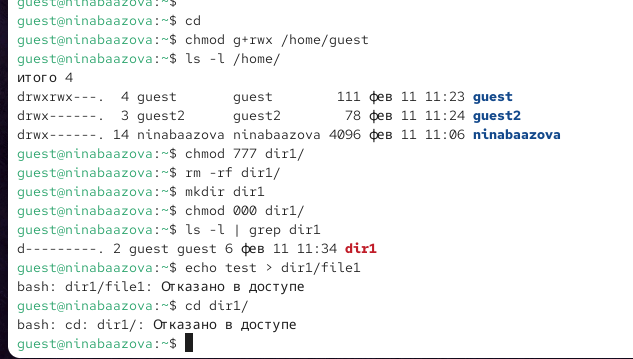 guest@ninabaazova:~$
guest@ninabaazova:~$ cd
guest@ninabaazova:~$ chmod g+rwx /home/guest
guest@ninabaazova:~$ ls -l /home/
итого 4
drwxrwx---.  4 guest       guest        111 фев 11 11:23 guest
drwx------.  3 guest2      guest2        78 фев 11 11:24 guest2
drwx------. 14 ninabaazova ninabaazova 4096 фев 11 11:06 ninabaazova
guest@ninabaazova:~$ chmod 777 dir1/
guest@ninabaazova:~$ rm -rf dir1/
guest@ninabaazova:~$ mkdir dir1
guest@ninabaazova:~$ chmod 000 dir1/
guest@ninabaazova:~$ ls -l | grep dir1
d---------. 2 guest guest 6 фев 11 11:34 dir1
guest@ninabaazova:~$ echo test > dir1/file1
bash: dir1/file1: Отказано в доступе
guest@ninabaazova:~$ cd dir1/
bash: cd: dir1/: Отказано в доступе
guest@ninabaazova:~$